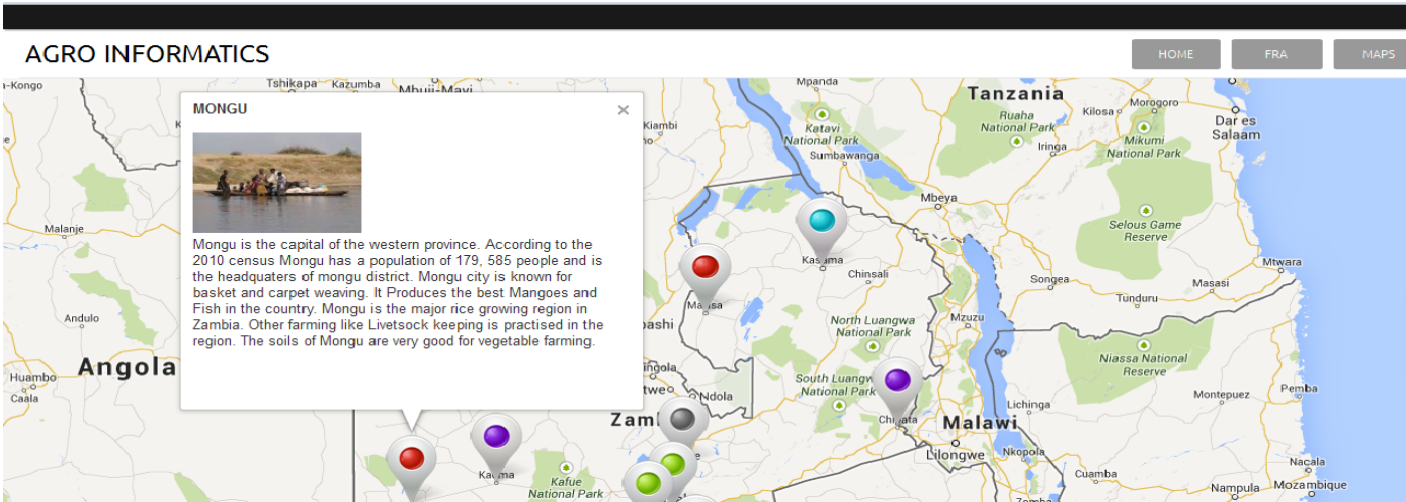 AGRO INFORMATICS
HOME
FRA
MAPS
Tshikapa
Kazumba
MONGU
×
Mongu is the capital of the western province. According to the
2010 census Mongu has a population of 179, 585 people and is
the headquaters of mongu district. Mongu city is known for
basket and carpet weaving. It Produces the best Mangoes and
Fish in the country. Mongu is the major rice growing region in
Zambia. Other farming like Livetsock keeping is practised in the
region. The soils of Mongu are very good for vegetable farming.
Malanje
Andulo
Angola
Huambo
Caala
Kiambi
Mpanda
Katavi
National Park
Sumbawanga
Tanzania
Ruaha
National Park
Iringa
Kilosa
Morogoro
Mikumi
National Park
Dar es
Salaam
Mbeya
Selous Game
Reserve
Chinsali
Songea
Tunduru
Masasi
Mtwara
North Luangwa
National Park
Mzuzu
South Luangw
National Park
Niassa National
Reserve
Montepuez
Pemba
Lichinga
Ndola
Zam
Malawi
Lilongwe
Nkopola
Cuamba
Nacala
Nampula
Mozambique
Kafue
National Park